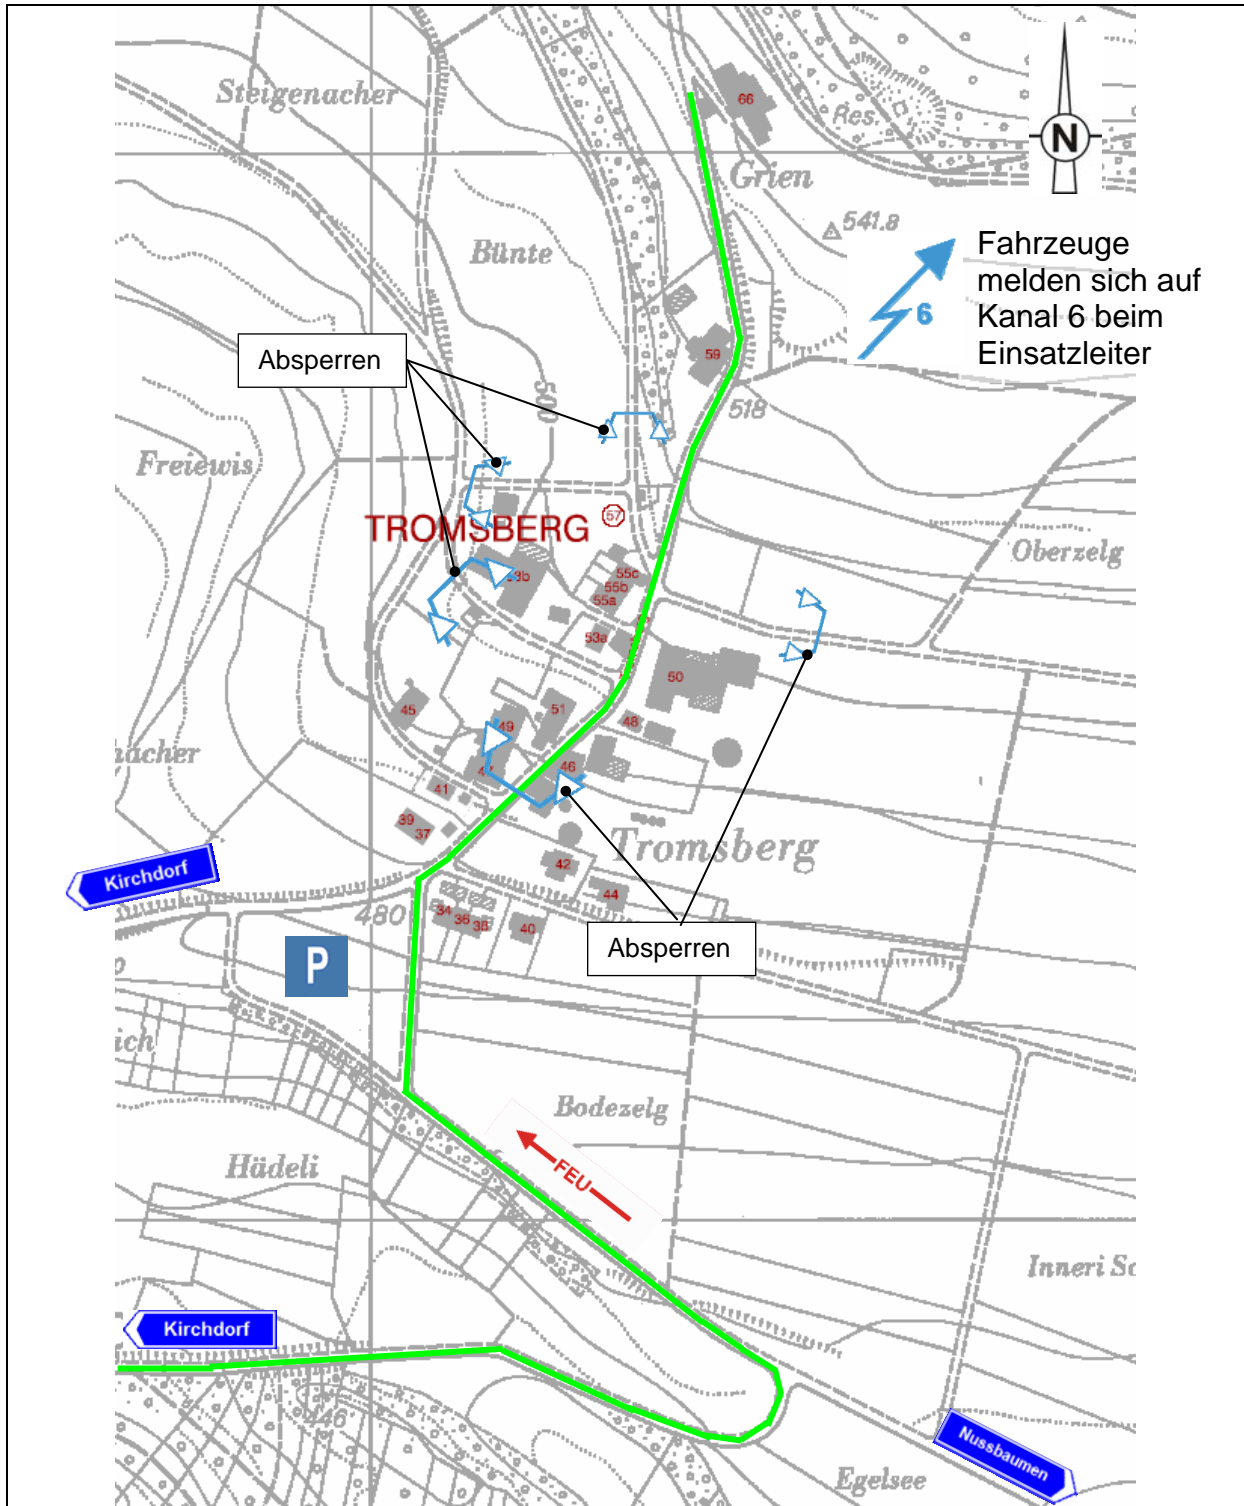 Steigenacher
66
Res.
N
Grien
541.8
Bünte
Fahrzeuge
melden sich auf
Kanal 6 beim
Einsatzleiter
6
Absperren
59
500
518
Freiewis
TROMSBERG
57
Oberzelg
55c
55b
55a
53a
50
45
51
49
48
46
47
41
39
37
Tromsberg
42
44
Kirchdorf
480
34
36
38
40
Absperren
P
Bodezelg
FEU
Hädeli
Inneri
Kirchdorf
446
Nussbaumen
Egelsee